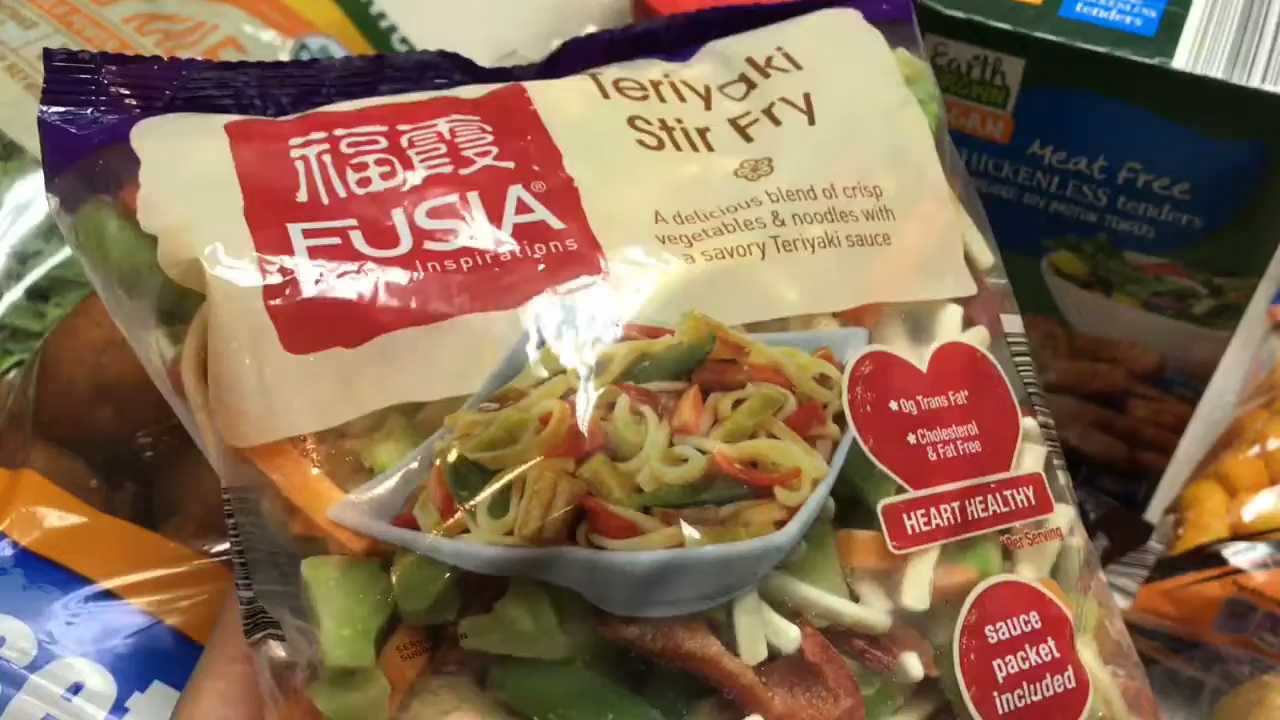 Teriyaki
Stir Fry
福霞
FUSIA®
Inspirations
A delicious blend of crisp
vegetables & noodles with
a savory Teriyaki sauce
*0g Trans Fat*
*Cholesterol
& Fat Free
HEART HEALTHY
*Per Serving
sauce
packet
included
tenders
Earth
GROWN
Meat Free
CHICKENLESS tenders